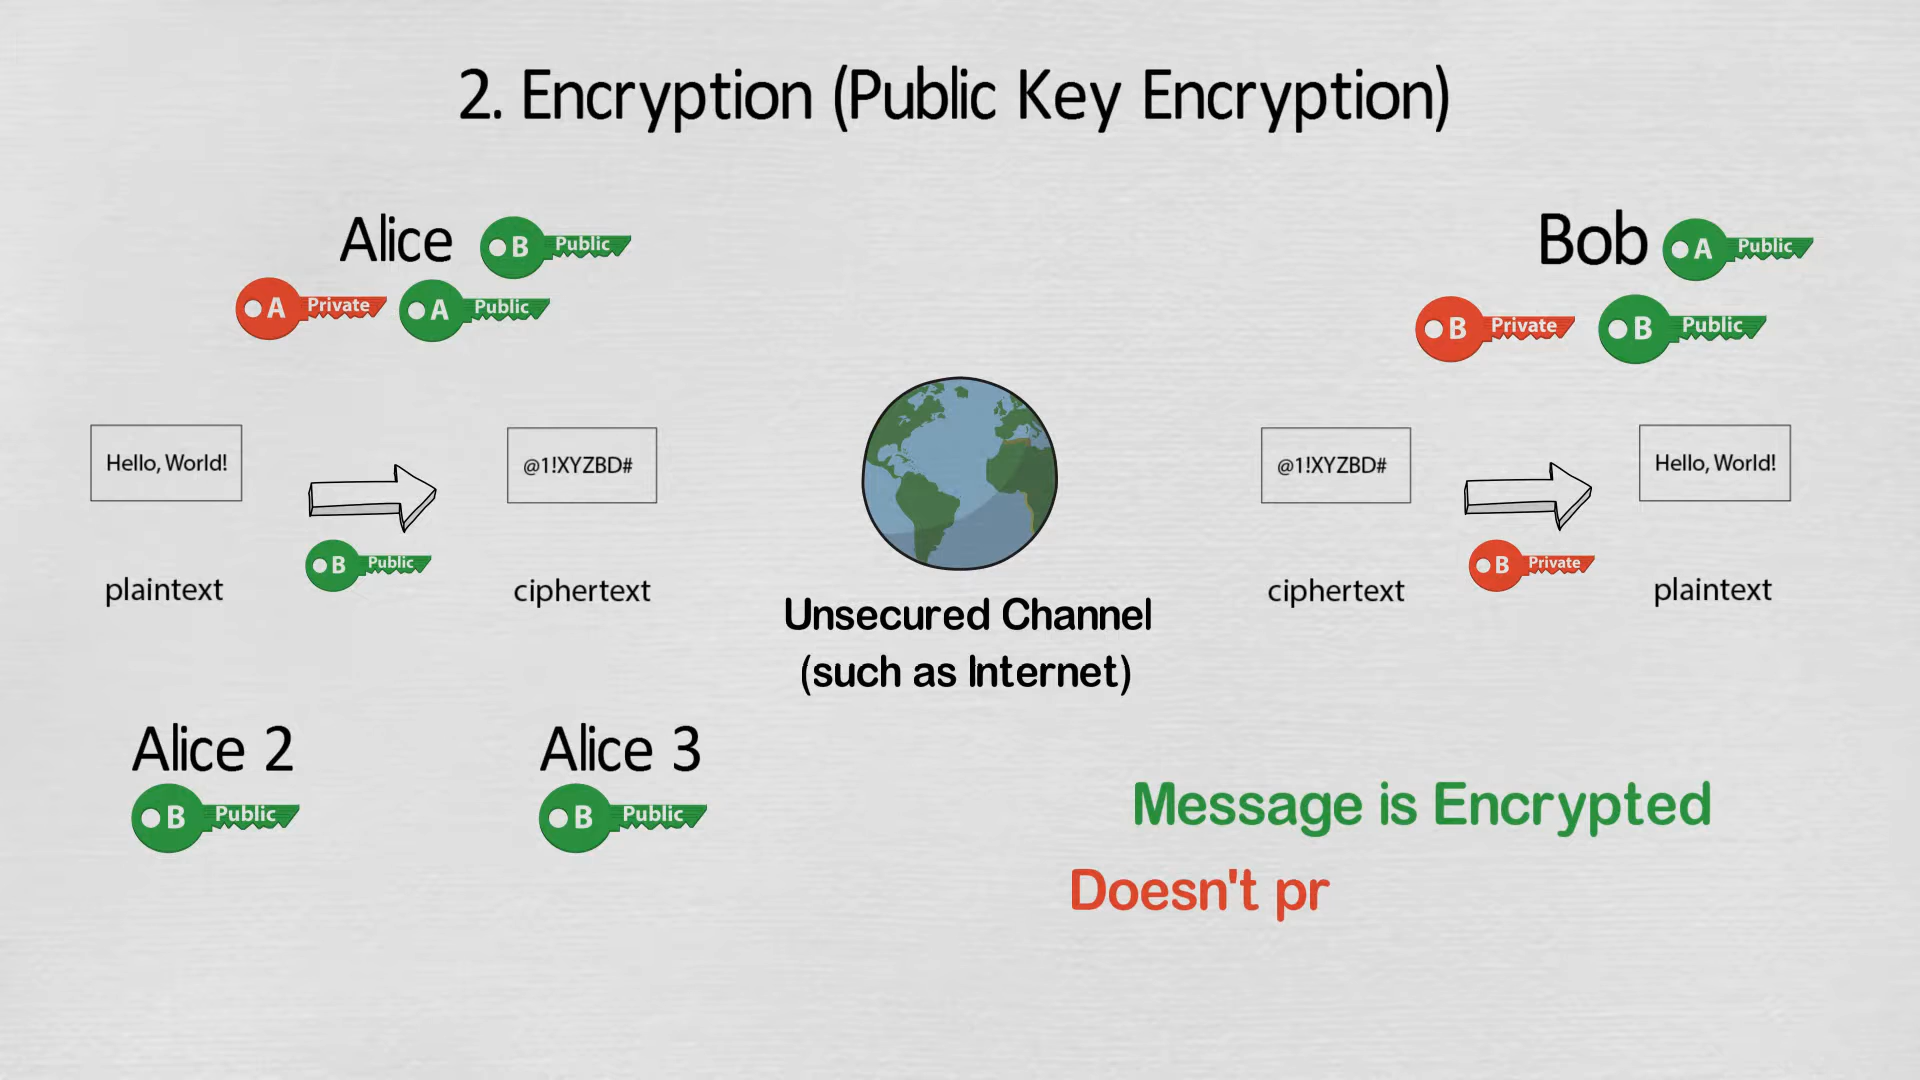 2. Encryption (Public Key Encryption)
Alice
B Public
A Private
A Public
Bob
A Public
B Private
B Public
Hello, World!
@1!XYZBD#
@1!XYZBD#
Hello, World!
plaintext
B Public
ciphertext
Unsecured Channel
(such as Internet)
ciphertext
B Private
plaintext
Alice 2
B Public
Alice 3
B Public
Message is Encrypted
Doesn't pr